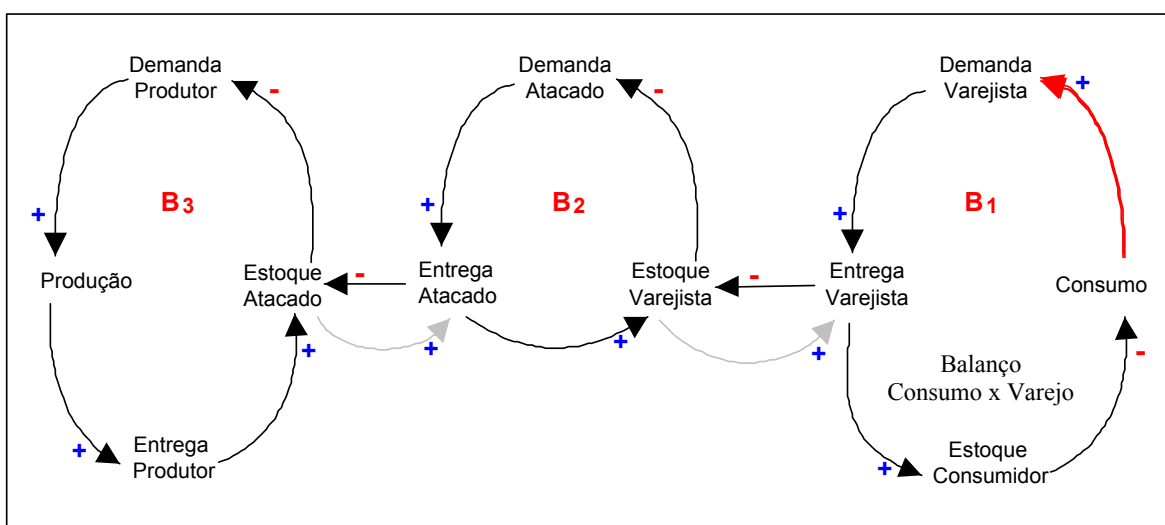 Demanda
Produtor
-
Demanda
Atacado
-
Demanda
Varejista
+
+
B3
+
B2
+
B1
Produção
Estoque
Atacado
-
Entrega
Atacado
Estoque
Varejista
-
Entrega
Varejista
Consumo
+
+
+
+
-
Balanço
Consumo x Varejo
+
Entrega
Produtor
+
Estoque
Consumidor